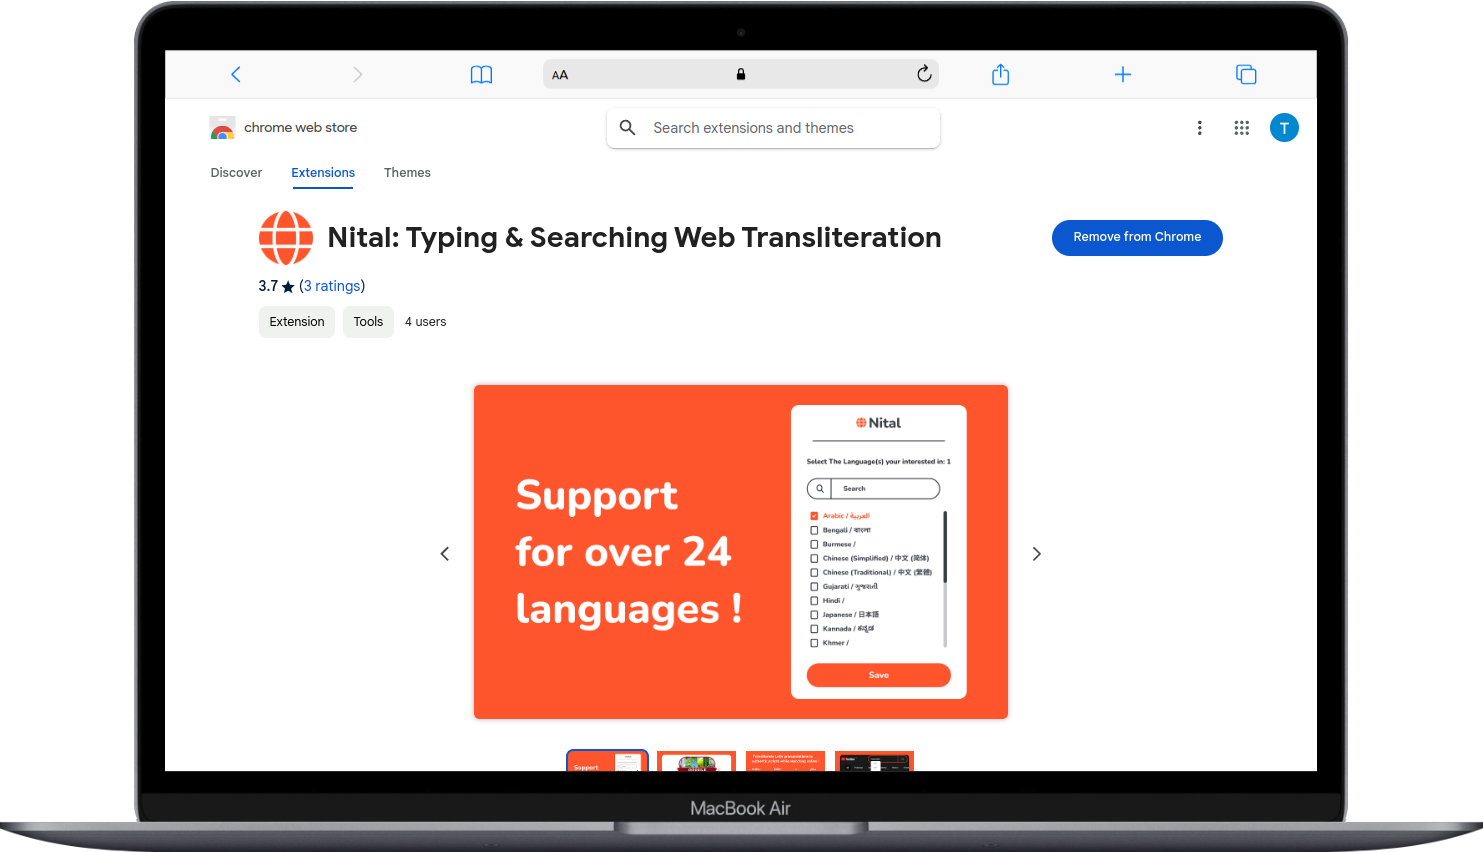 AA
chrome web store
Search extensions and themes
T
Discover
Extensions
Themes
Nital: Typing & Searching Web Transliteration
Remove from Chrome
3.7 ★ (3 ratings)
Extension
Tools
4 users
Support
for over 24
languages !
Nital
Select The Language(s) your interested in: 1
Search
Arabic / العربية
Bengali / বাংলা
Burmese /
Chinese (Simplified) / 中文 (简体)
Chinese (Traditional) / 中文 (繁體)
Gujarati / ગુજરાતી
Hindi /
Japanese / 日本語
Kannada / ಕನ್ನಡ
Khmer /
Save
Support
MacBook Air